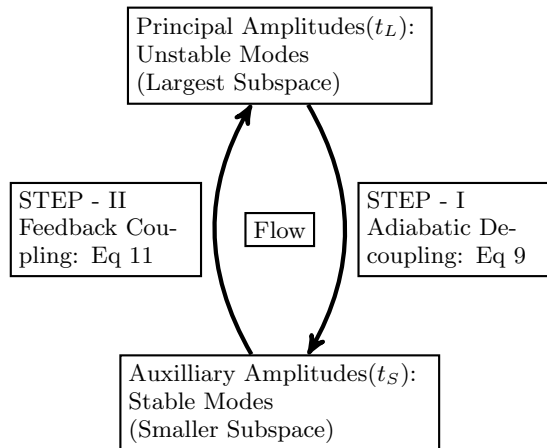 Principal Amplitudes(t_L):
Unstable Modes
(Largest Subspace)
STEP - II
Feedback Cou-
pling: Eq 11
Flow
STEP - I
Adiabatic De-
coupling: Eq 9
Auxilliary Amplitudes(t_S):
Stable Modes
(Smaller Subspace)